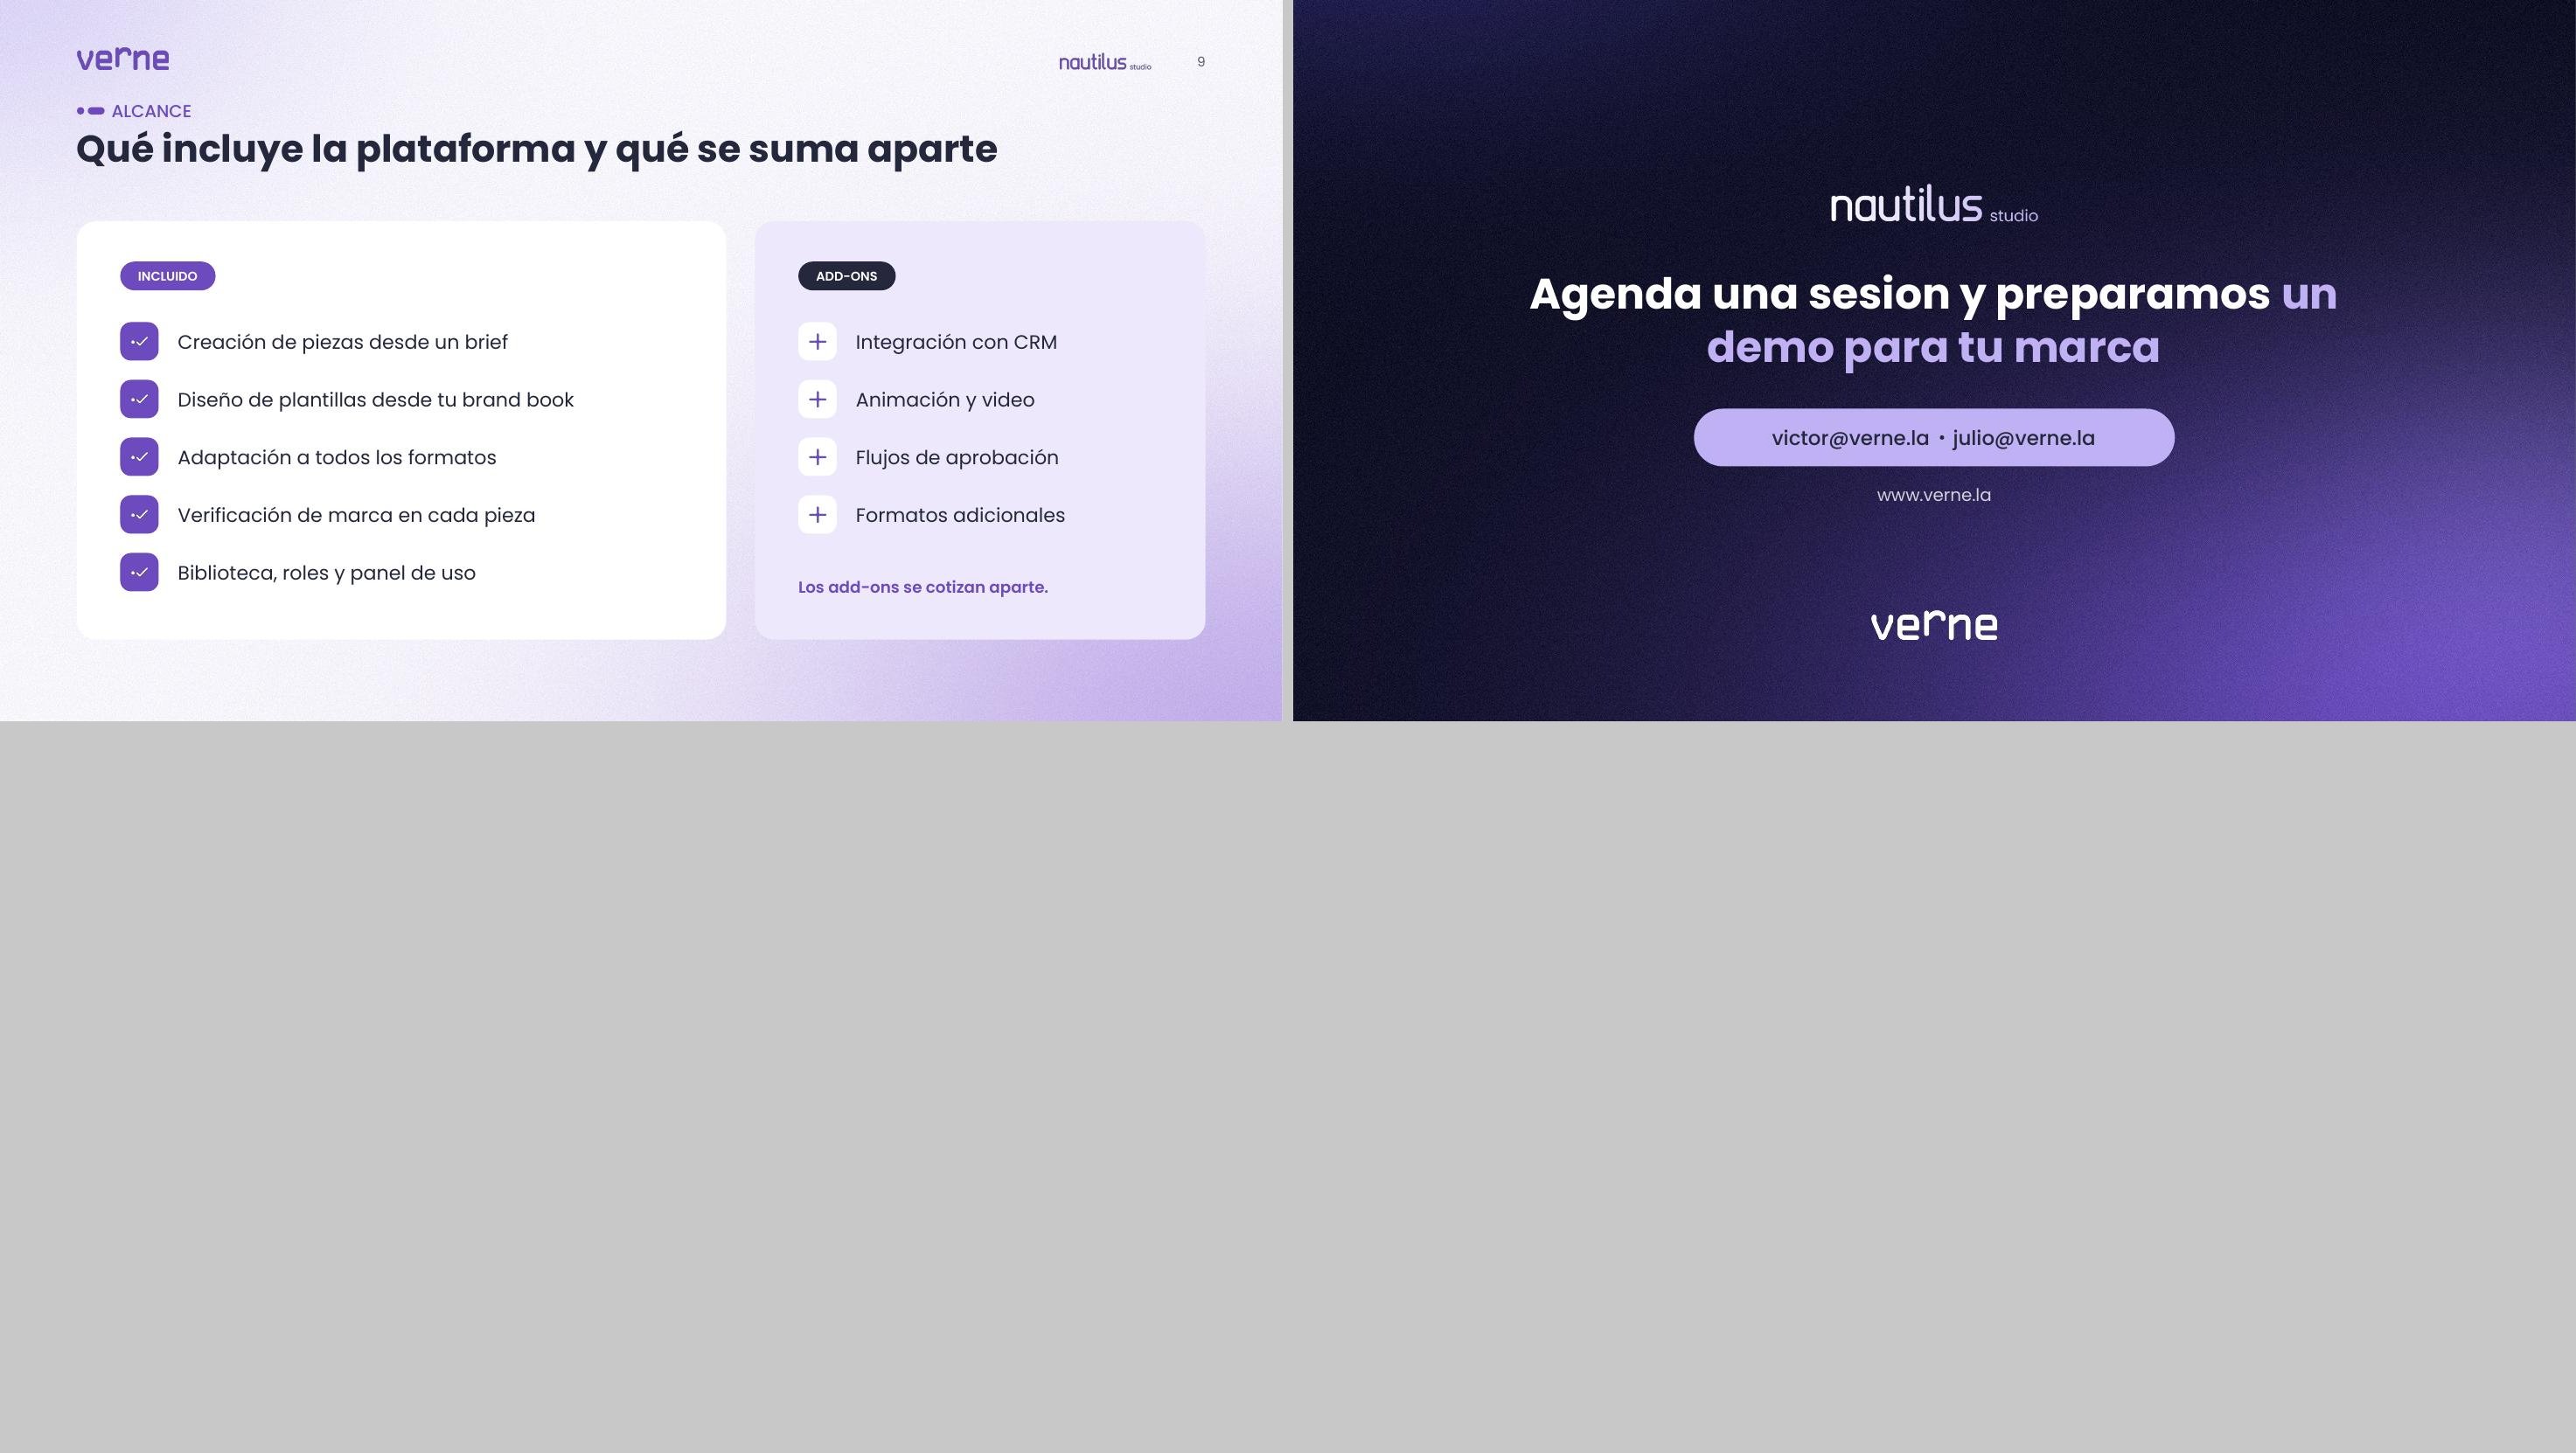 verne
nautilus studio
9
ALCANCE
Qué incluye la plataforma y qué se suma aparte
INCLUIDO
Creación de piezas desde un brief
Diseño de plantillas desde tu brand book
Adaptación a todos los formatos
Verificación de marca en cada pieza
Biblioteca, roles y panel de uso
ADD-ONS
Integración con CRM
Animación y video
Flujos de aprobación
Formatos adicionales
Los add-ons se cotizan aparte.
nautilus studio
Agenda una sesion y preparamos un
demo para tu marca
victor@verne.la • julio@verne.la
www.verne.la
verne